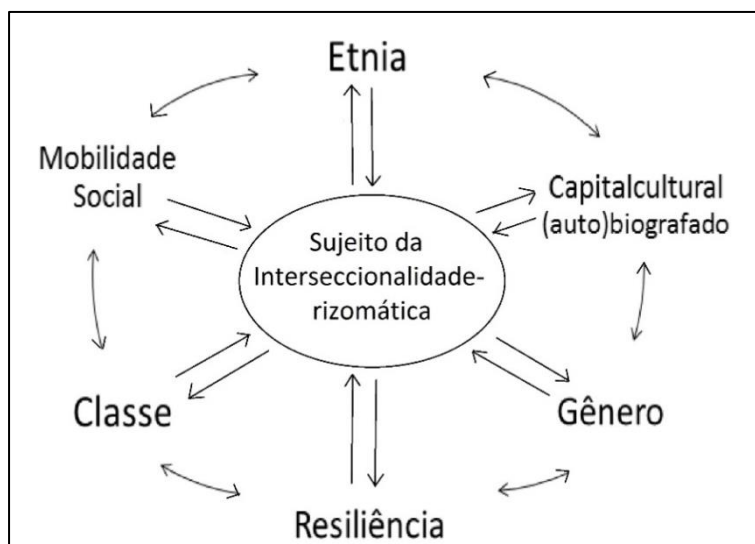 Etnia
Mobilidade
Social
Capitalcultural
(auto)biografado
Sujeito da
Interseccionalidade-
rizomática
Classe
Gênero
Resiliência